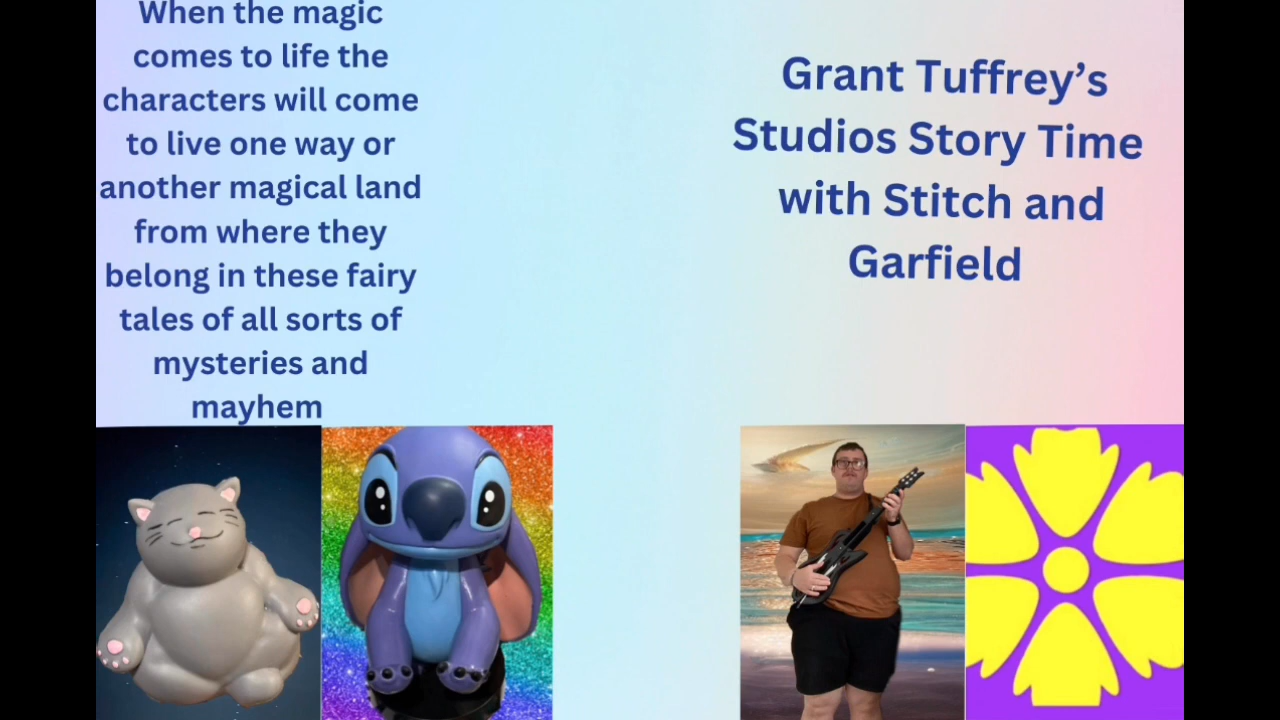 When the magic
comes to life the
characters will come
to live one way or
another magical land
from where they
belong in these fairy
tales of all sorts of
mysteries and
mayhem
Grant Tuffrey’s
Studios Story Time
with Stitch and
Garfield